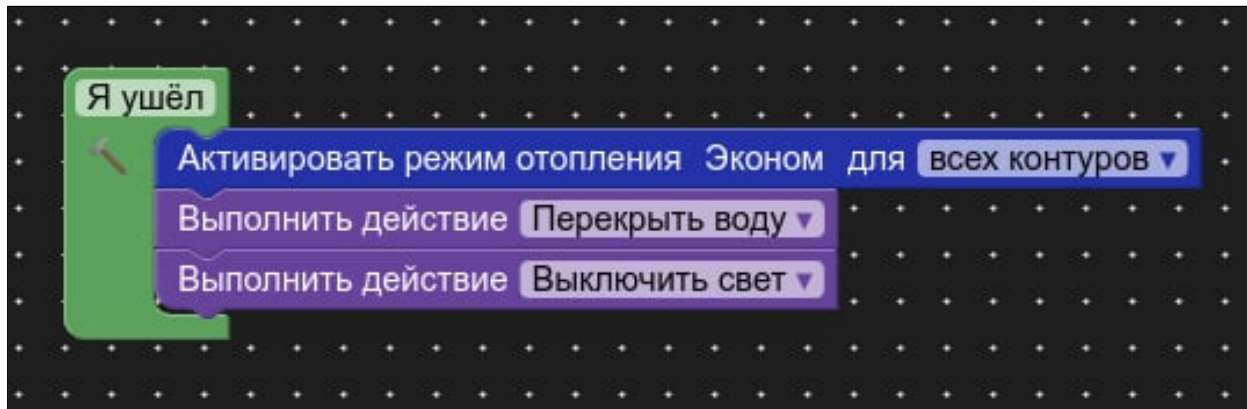 Я ушёл
Активировать режим отопления Эконом для всех контуров
Выполнить действие Перекрыть воду
Выполнить действие Выключить свет